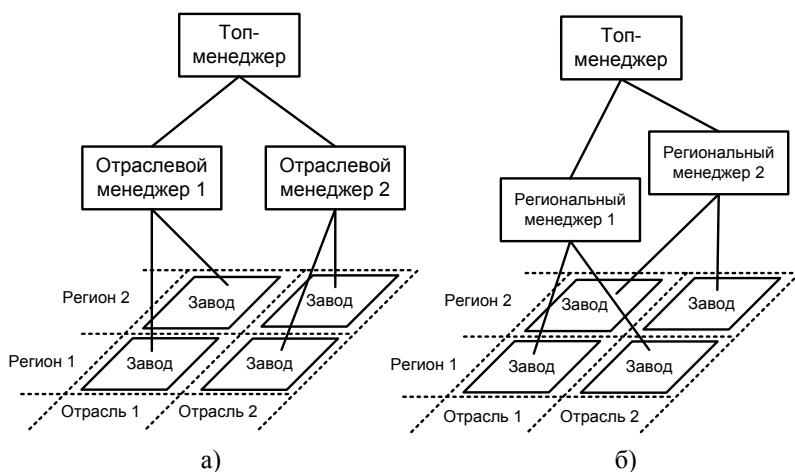 Топ-
менеджер
Отраслевой
менеджер 1
Отраслевой
менеджер 2
Регион 2
Завод
Завод
Регион 1
Завод
Завод
Отрасль 1
Отрасль 2
а)
Топ-
менеджер
Региональный
менеджер 2
Региональный
менеджер 1
Регион 2
Завод
Завод
Регион 1
Завод
Завод
Отрасль 1
Отрасль 2
б)